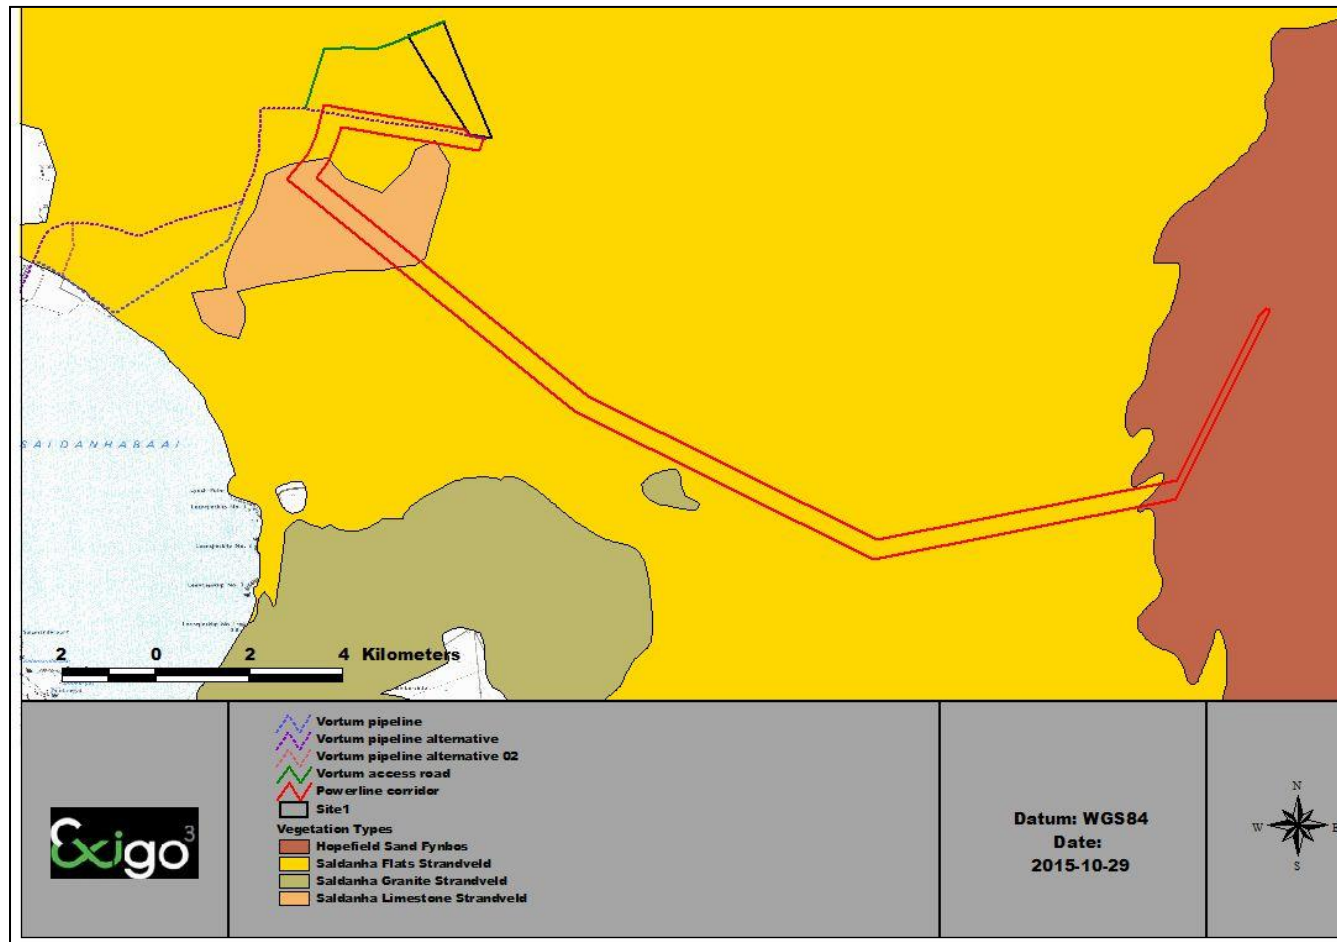 SALDANHABAAI
2 0 2 4 Kilometers
Vortum pipeline
Vortum pipeline alternative
Vortum pipeline alternative 02
Vortum access road
Powerline corridor
Site1
Vegetation Types
Hopefield Sand Fynbos
Saldanha Flats Strandveld
Saldanha Granite Strandveld
Saldanha Limestone Strandveld
Exigo3
Datum: WGS84
Date:
2015-10-29
N
W E
S